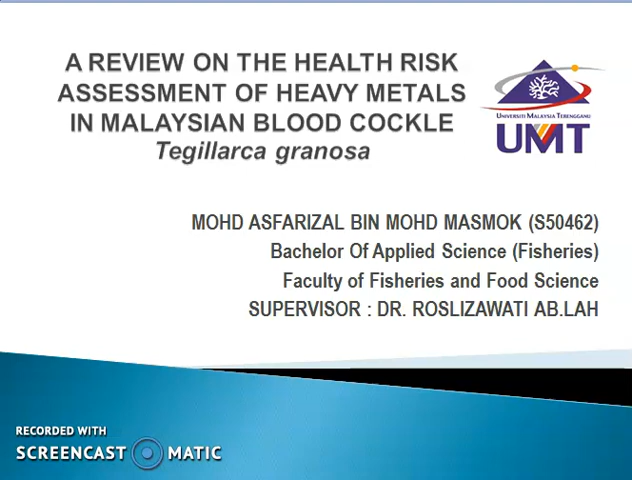 A REVIEW ON THE HEALTH RISK
ASSESSMENT OF HEAVY METALS
IN MALAYSIAN BLOOD COCKLE
Tegillarca granosa
UNIVERSITI MALAYSIA TERENGGANU
UMT
MOHD ASFARIZAL BIN MOHD MASMOK (S50462)
Bachelor Of Applied Science (Fisheries)
Faculty of Fisheries and Food Science
SUPERVISOR : DR. ROSLIZAWATI AB.LAH
RECORDED WITH
SCREENCAST MATIC